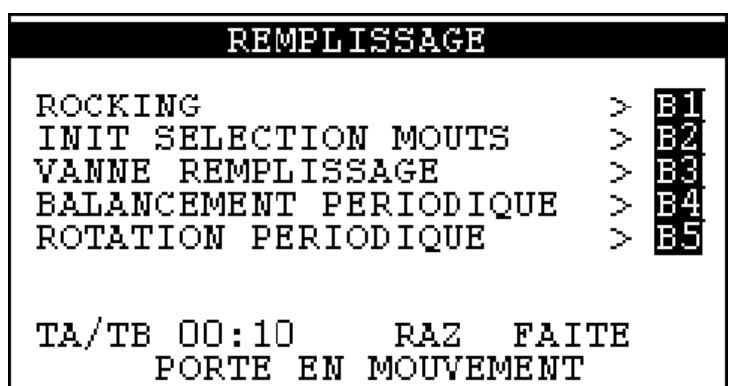 REMPLISSAGE
ROCKING > B1
INIT SELECTION MOUTS > B2
VANNE REMPLISSAGE > B3
BALANCEMENT PERIODIQUE > B4
ROTATION PERIODIQUE > B5
TA/TB 00:10 RAZ FAITE
PORTE EN MOUVEMENT